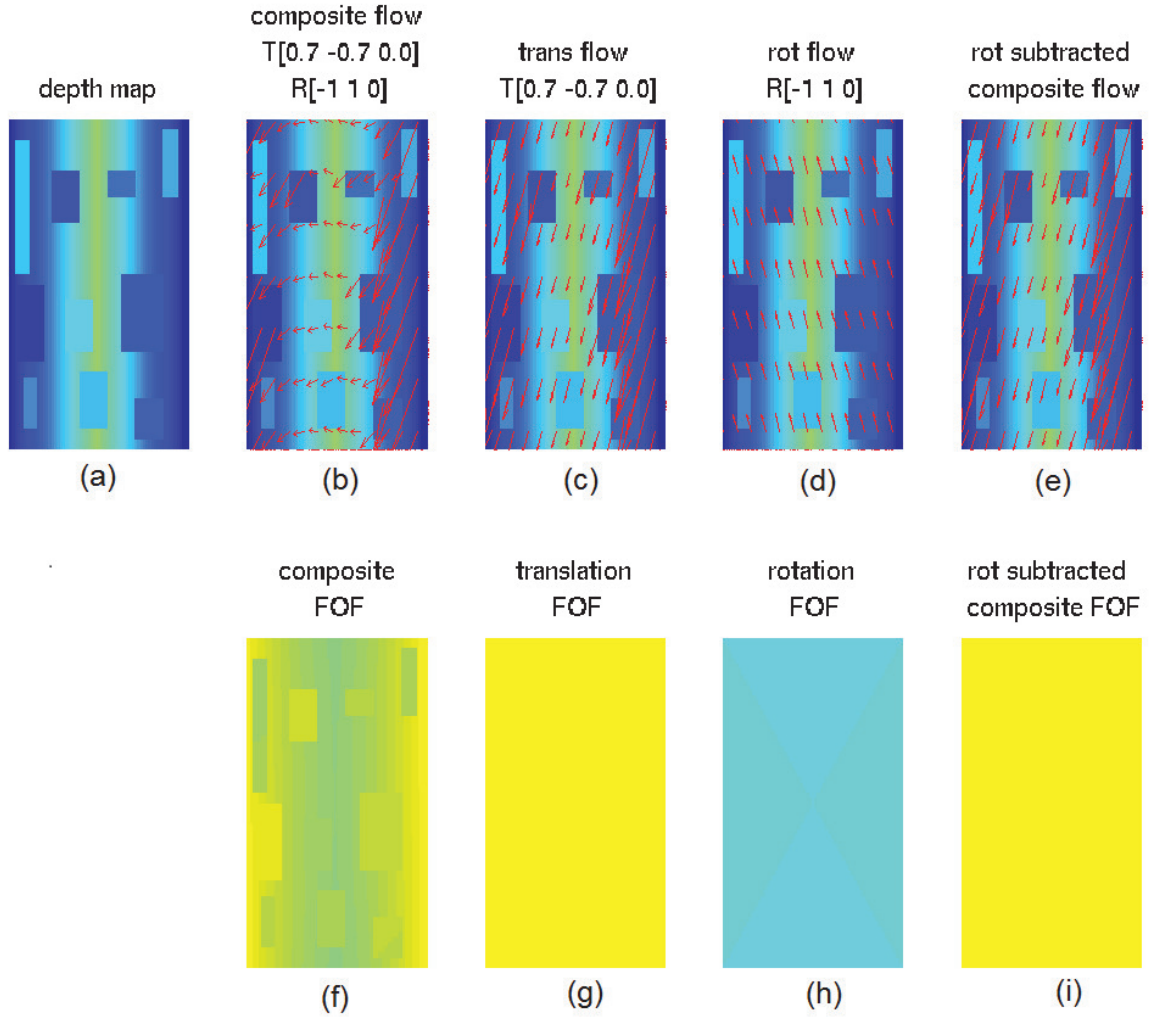 depth map
composite flow
T[0.7 -0.7 0.0]
R[-1 1 0]
trans flow
T[0.7 -0.7 0.0]
rot flow
R[-1 1 0]
rot subtracted
composite flow
(a)
(b)
(c)
(d)
(e)
composite
FOF
translation
FOF
rotation
FOF
rot subtracted
composite FOF
(f)
(g)
(h)
(i)